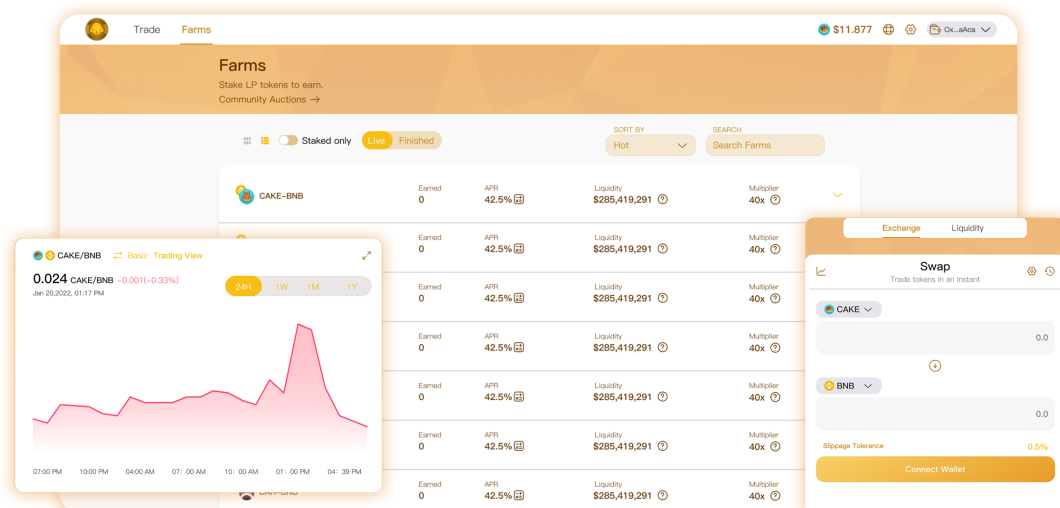 Trade Farms $11.877 Ox...aAca
Farms
Stake LP tokens to earn.
Community Auctions →
SORT BY SEARCH
Staked only Live Finished Hot Search Farms
CAKE-BNB Earned 0 APR 42.5% Liquidity $285,419,291 Multiplier 40x
Earned 0 APR 42.5% Liquidity $285,419,291 Multiplier 40x
Earned 0 APR 42.5% Liquidity $285,419,291 Multiplier 40x
Earned 0 APR 42.5% Liquidity $285,419,291 Multiplier 40x
Earned 0 APR 42.5% Liquidity $285,419,291 Multiplier 40x
Earned 0 APR 42.5% Liquidity $285,419,291 Multiplier 40x
Earned 0 APR 42.5% Liquidity $285,419,291 Multiplier 40x
CAKE/BNB Basic Trading View
0.024 CAKE/BNB -0.001(-0.33%)
Jan 20,2022, 01:17 PM
24H 1W 1M 1Y
07:00 PM 10:00 PM 04:00 AM 07: 00 AM 10: 00 AM 01: 00 PM 04: 39 PM
Exchange Liquidity
Swap
Trade tokens in an instant
CAKE
0.0
BNB
0.0
Slippage Tolerance 0.5%
Connect Wallet